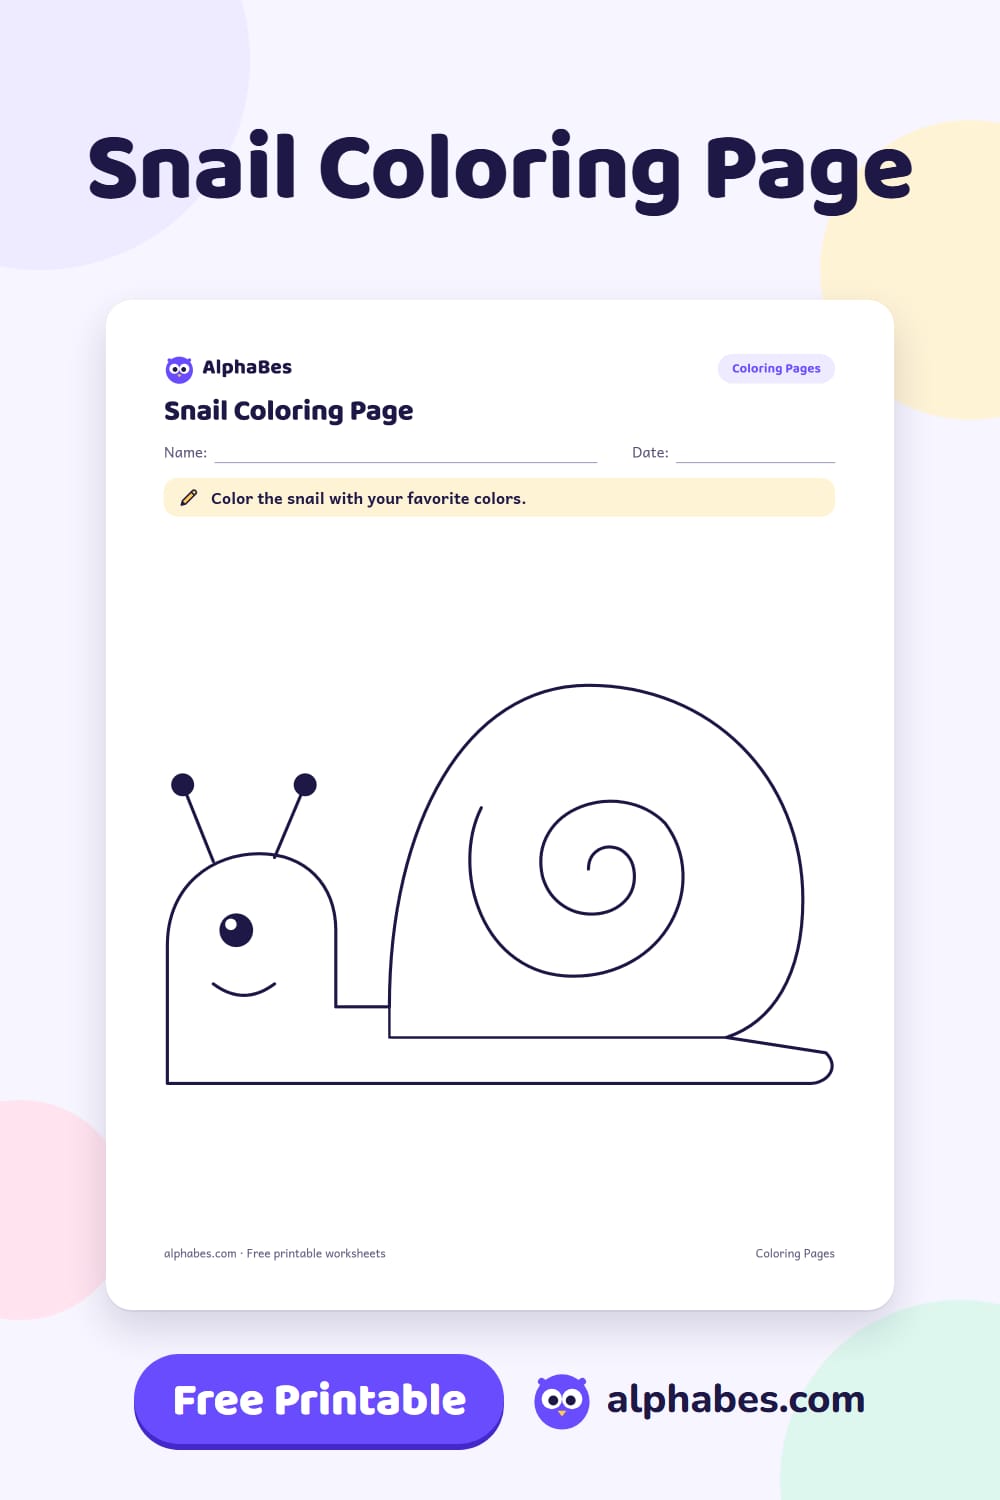 Snail Coloring Page
AlphaBes
Coloring Pages
Snail Coloring Page
Name:
Date:
Color the snail with your favorite colors.
alphabes.com · Free printable worksheets
Coloring Pages
Free Printable
alphabes.com